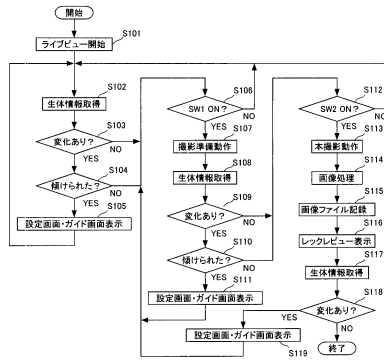 開始
S101
ライブビュー開始
S102
生体情報取得
S103
変化あり?
NO
YES
S104
傾けられた?
NO
YES
S105
設定画面・ガイド画面表示
S106
SW1 ON?
NO
YES
S107
撮影準備動作
S108
生体情報取得
S109
変化あり?
NO
YES
S110
傾けられた?
NO
YES
S111
設定画面・ガイド画面表示
S112
SW2 ON?
NO
YES
S113
本撮影動作
S114
画像処理
S115
画像ファイル記録
S116
レックレビュー表示
S117
生体情報取得
S118
変化あり?
YES
NO
設定画面・ガイド画面表示
S119
終了